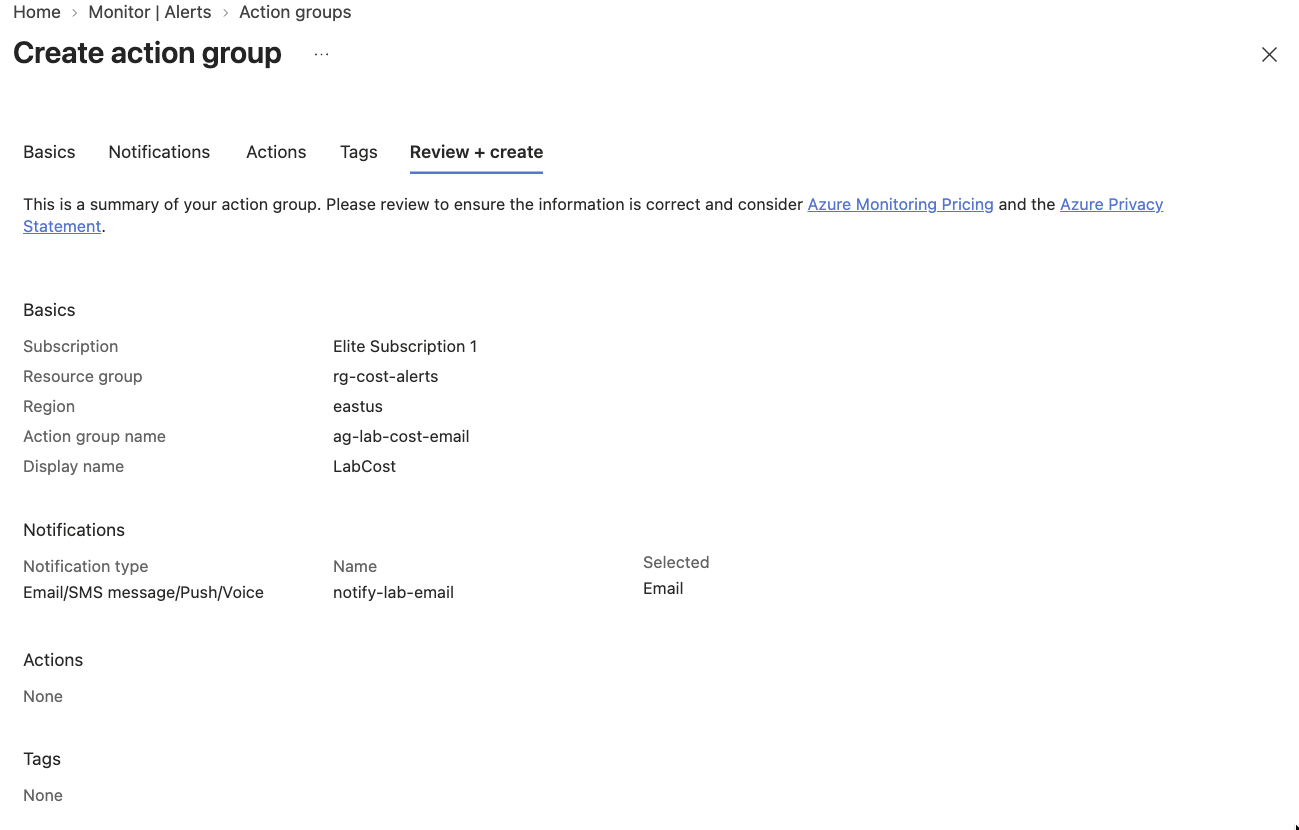 Home > Monitor | Alerts > Action groups
Create action group ...
Basics Notifications Actions Tags Review + create
This is a summary of your action group. Please review to ensure the information is correct and consider Azure Monitoring Pricing and the Azure Privacy
Statement.
Basics
Subscription Elite Subscription 1
Resource group rg-cost-alerts
Region eastus
Action group name ag-lab-cost-email
Display name LabCost
Notifications
Notification type Name Selected
Email/SMS message/Push/Voice notify-lab-email Email
Actions
None
Tags
None